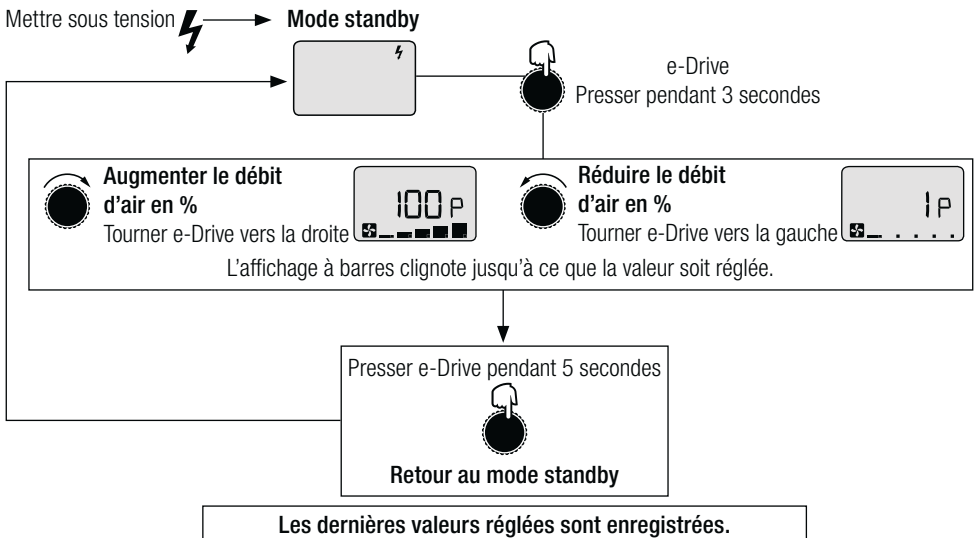 Mettre sous tension
Mode standby
e-Drive
Presser pendant 3 secondes
Augmenter le débit
d'air en %
Tourner e-Drive vers la droite
100 P
Réduire le débit
d'air en %
Tourner e-Drive vers la gauche
1 P
L'affichage à barres clignote jusqu'à ce que la valeur soit réglée.
Presser e-Drive pendant 5 secondes
Retour au mode standby
Les dernières valeurs réglées sont enregistrées.